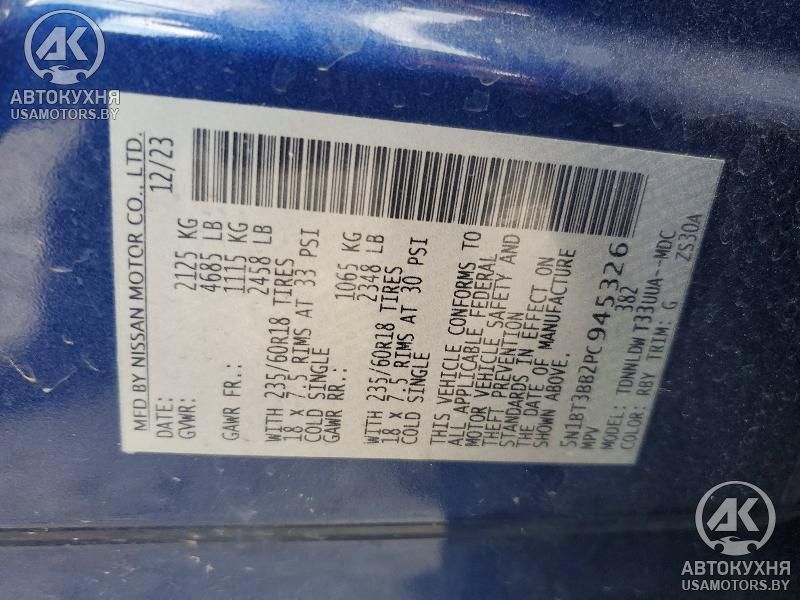 АК
АВТОКУХНЯ
USAMOTORS.BY
MFD BY NISSAN MOTOR CO., LTD.
DATE: 12/23
GVWR: 2125 KG
4685 LB
GAWR FR.: 1115 KG
2458 LB
WITH 235/60R18 TIRES
18 X 7.5 RIMS AT 33 PSI
COLD SINGLE
GAWR RR.: 1065 KG
2348 LB
WITH 235/60R18 TIRES
18 X 7.5 RIMS AT 30 PSI
COLD SINGLE
THIS VEHICLE CONFORMS TO
ALL APPLICABLE FEDERAL
MOTOR VEHICLE SAFETY AND
THEFT PREVENTION
STANDARDS IN EFFECT ON
THE DATE OF MANUFACTURE
SHOWN ABOVE.
5N1BT3BB2PC945326
MPV 382
MODEL: TDNNLDWT33UUA--MDC
COLOR: RBY TRIM: G ZS30A
АК
АВТОКУХНЯ
USAMOTORS.BY